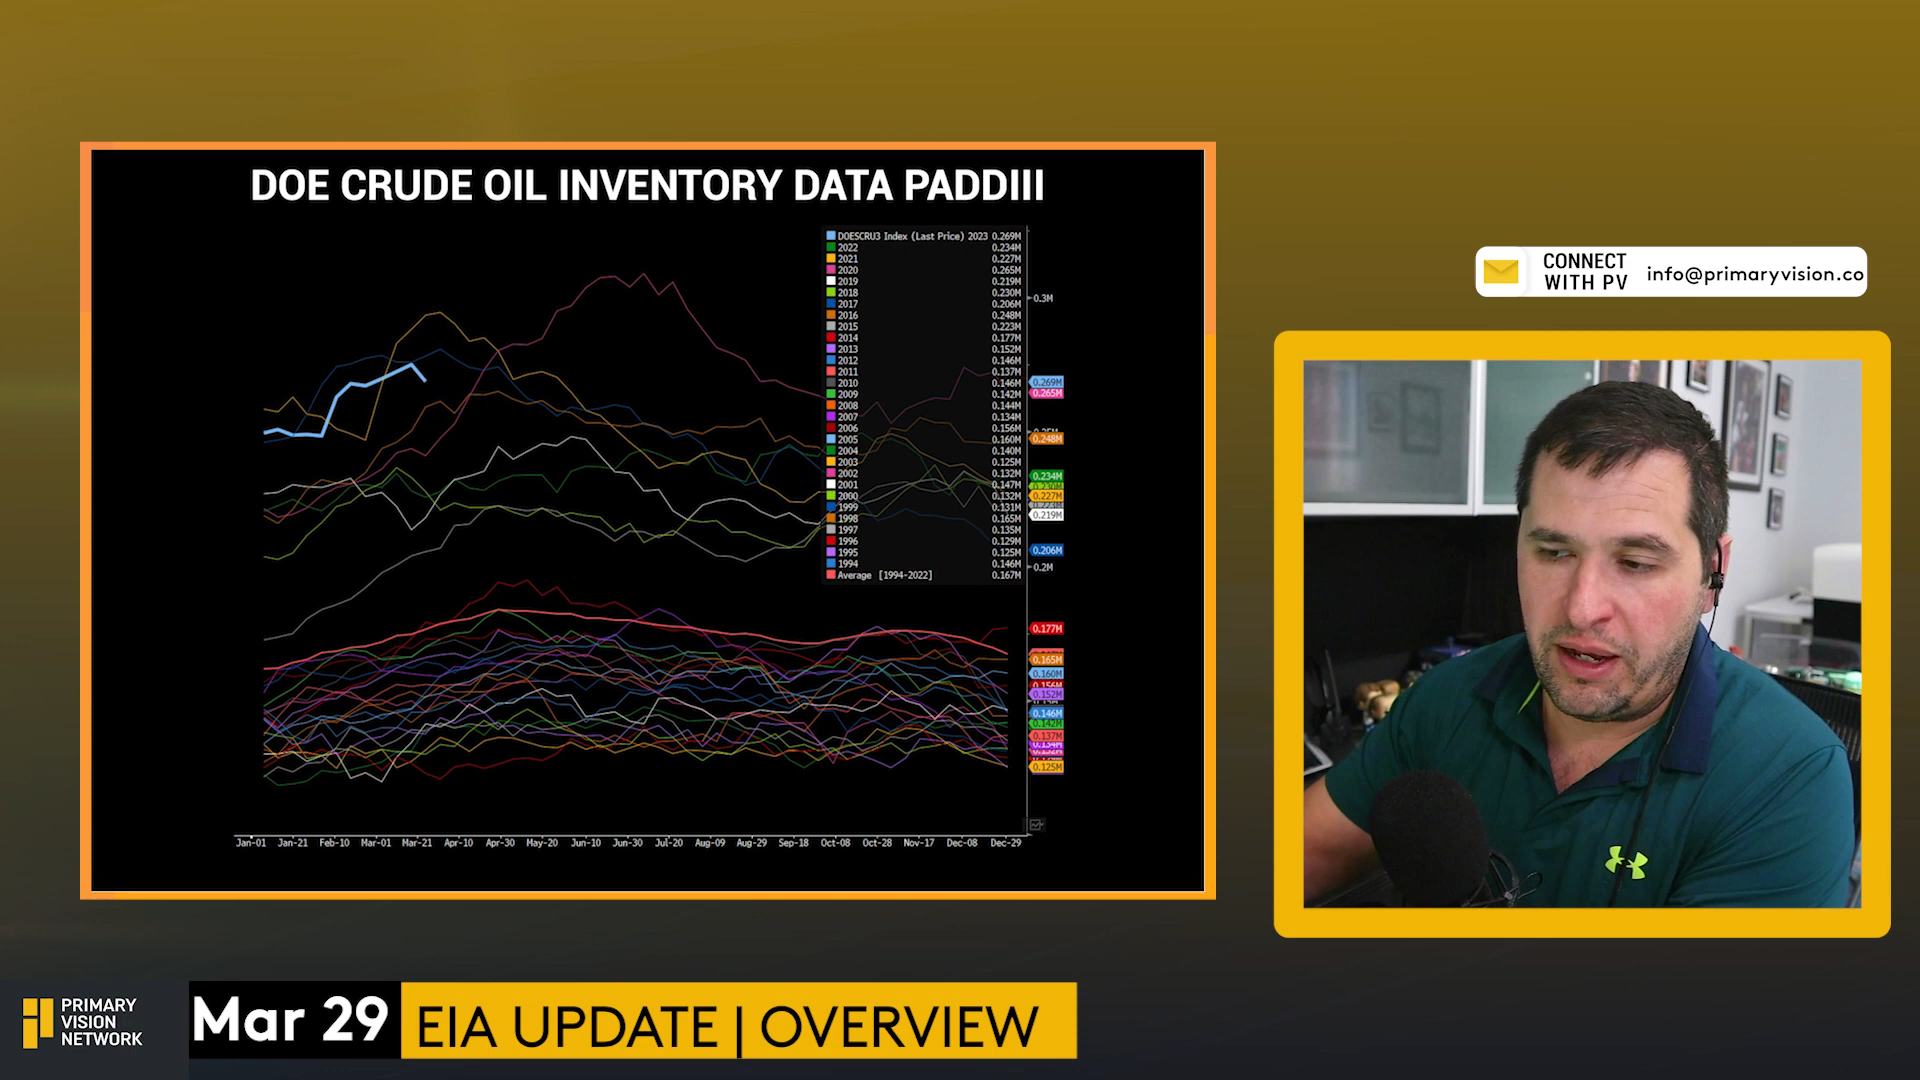 DOE CRUDE OIL INVENTORY DATA PADDIII
DOESCRU3 Index (Last Price) 2023 0.269M
2022 0.234M
2021 0.227M
2020 0.265M
2019 0.219M
2018 0.230M
2017 0.206M
2016 0.248M
2015 0.223M
2014 0.177M
2013 0.152M
2012 0.146M
2011 0.137M
2010 0.146M
2009 0.142M
2008 0.144M
2007 0.134M
2006 0.156M
2005 0.160M
2004 0.140M
2003 0.125M
2002 0.132M
2001 0.147M
2000 0.132M
1999 0.131M
1998 0.165M
1997 0.135M
1996 0.129M
1995 0.125M
1994 0.146M
Average [1994-2022] 0.167M
0.3M
0.269M
0.265M
0.248M
0.234M
0.227M
0.219M
0.206M
0.2M
0.177M
0.165M
0.160M
0.152M
0.146M
0.142M
0.137M
0.125M
Jan-01 Jan-21 Feb-10 Mar-01 Mar-21 Apr-10 Apr-30 May-20 Jun-10 Jun-30 Jul-20 Aug-09 Aug-29 Sep-18 Oct-08 Oct-28 Nov-17 Dec-08 Dec-29
CONNECT
WITH PV
info@primaryvision.co
PRIMARY
VISION
NETWORK
Mar 29
EIA UPDATE | OVERVIEW